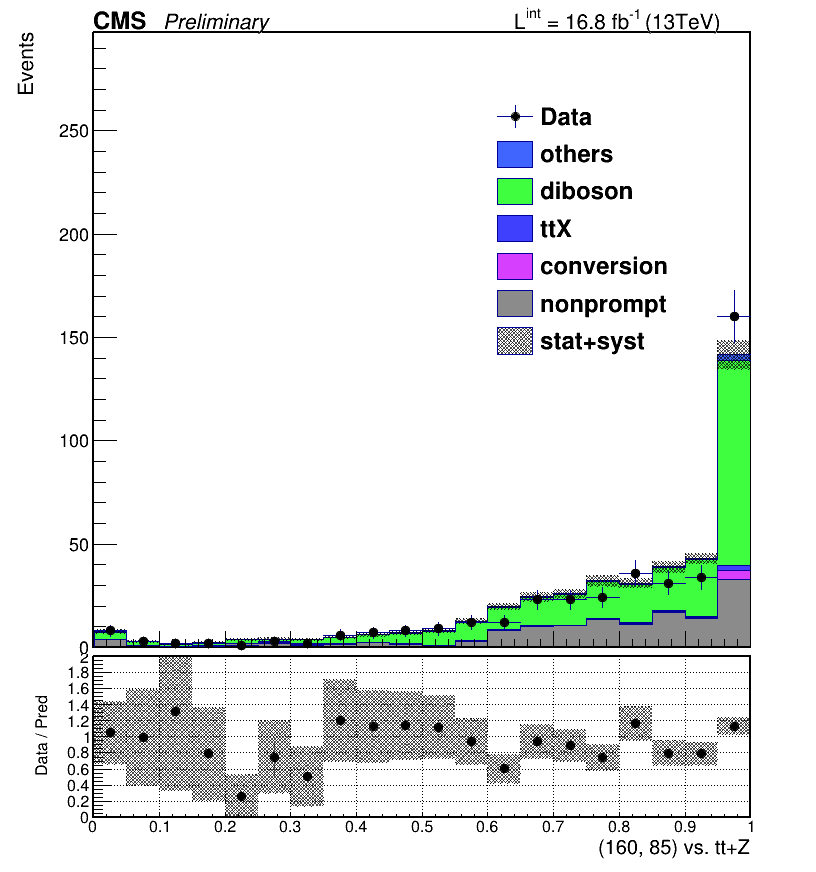 CMS Preliminary L^int = 16.8 fb^-1 (13TeV)
Events
250
200
150
100
50
0
Data
others
diboson
ttX
conversion
nonprompt
stat+syst
Data / Pred
2
1.8
1.6
1.4
1.2
1
0.8
0.6
0.4
0.2
0
0 0.1 0.2 0.3 0.4 0.5 0.6 0.7 0.8 0.9 1
(160, 85) vs. tt+Z